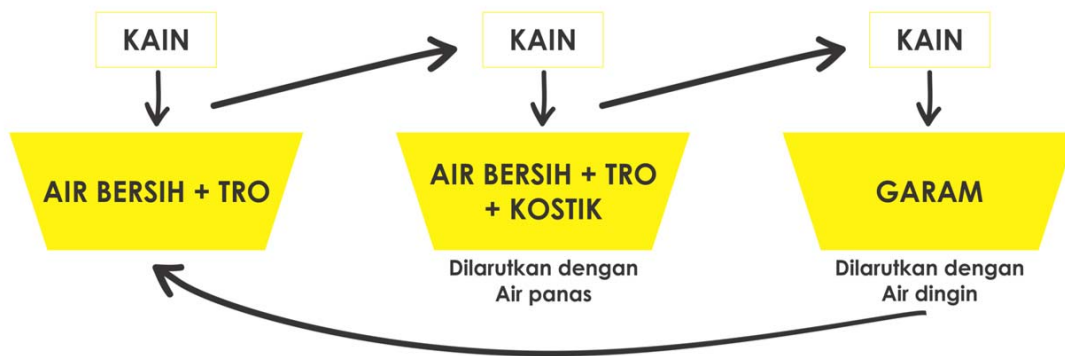 KAIN
KAIN
KAIN
AIR BERSIH + TRO
AIR BERSIH + TRO
+ KOSTIK
GARAM
Dilarutkan dengan
Air panas
Dilarutkan dengan
Air dingin